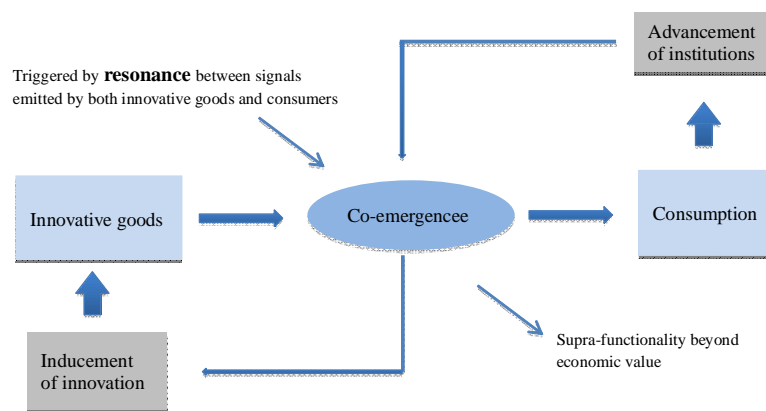 Advancement
of institutions
Triggered by resonance between signals
emitted by both innovative goods and consumers
Innovative goods
Co-emergencee
Consumption
Inducement
of innovation
Supra-functionality beyond
economic value